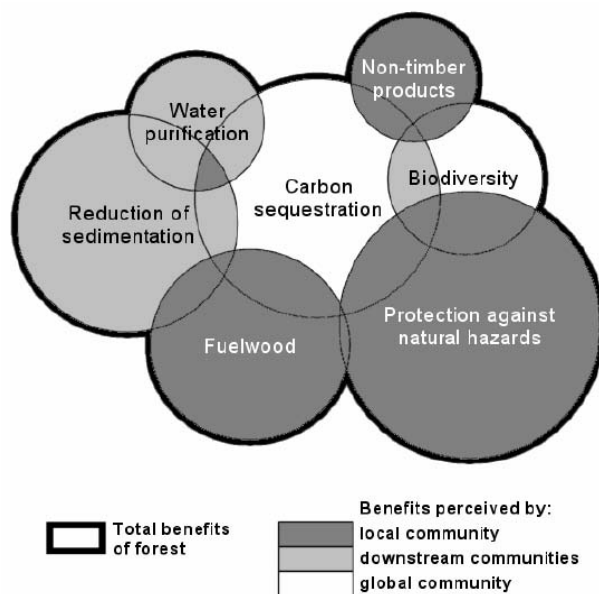 Non-timber
products
Water
purification
Biodiversity
Carbon
sequestration
Reduction of
sedimentation
Protection against
natural hazards
Fuelwood
Total benefits
of forest
Benefits perceived by:
local community
downstream communities
global community